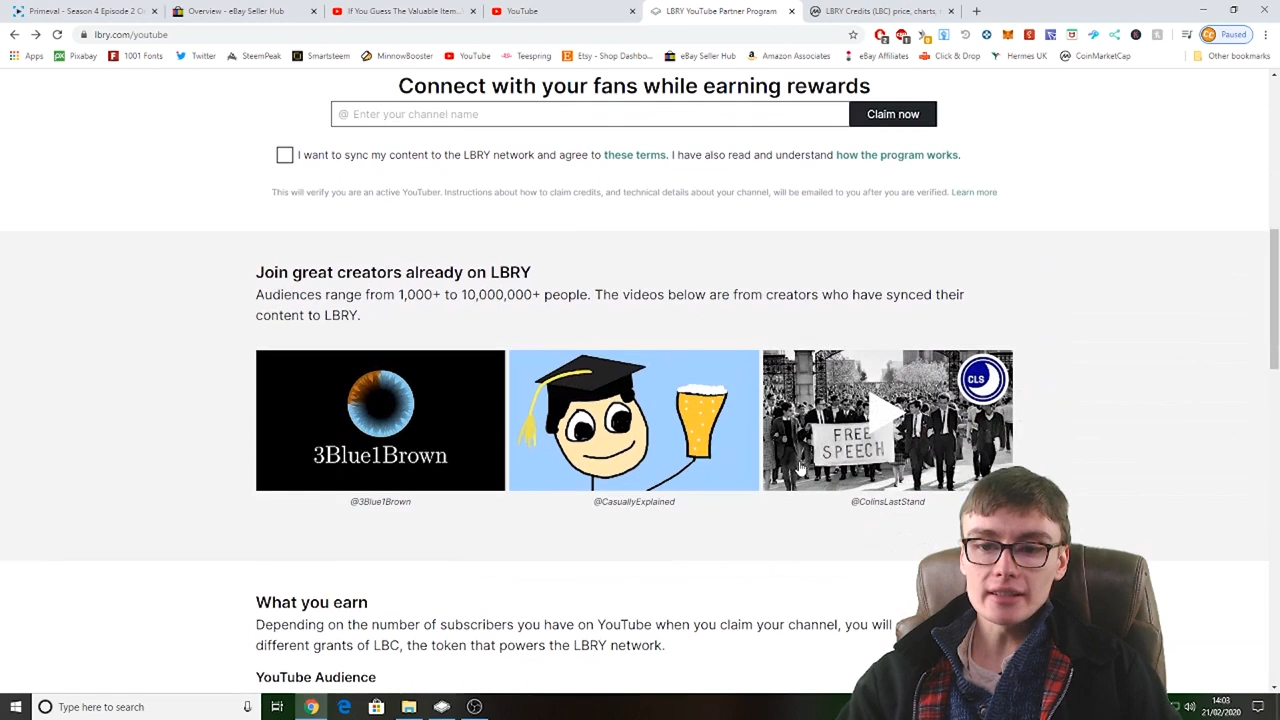 Primeval - Season 4 Episode 2 Cl
Overview - eBay Seller Hub
If You Guess The Valuable Item...
YouTube
LBRY YouTube Partner Program
LBRY Credits (LBC) price, charts,
lbry.com/youtube
Paused
Apps
Pixabay
1001 Fonts
Twitter
SteemPeak
Smartsteem
MinnowBooster
YouTube
Teespring
Etsy - Shop Dashbo...
eBay Seller Hub
Amazon Associates
eBay Affiliates
Click & Drop
Hermes UK
CoinMarketCap
Other bookmarks
Connect with your fans while earning rewards
@ Enter your channel name
Claim now
I want to sync my content to the LBRY network and agree to these terms. I have also read and understand how the program works.
This will verify you are an active YouTuber. Instructions about how to claim credits, and technical details about your channel, will be emailed to you after you are verified. Learn more
Join great creators already on LBRY
Audiences range from 1,000+ to 10,000,000+ people. The videos below are from creators who have synced their
content to LBRY.
3Blue1Brown
CLS
FREE
SPEECH
@3Blue1Brown
@CasuallyExplained
@ColinsLastStand
What you earn
Depending on the number of subscribers you have on YouTube when you claim your channel, you will
different grants of LBC, the token that powers the LBRY network.
YouTube Audience
Type here to search
14:03
21/02/2020